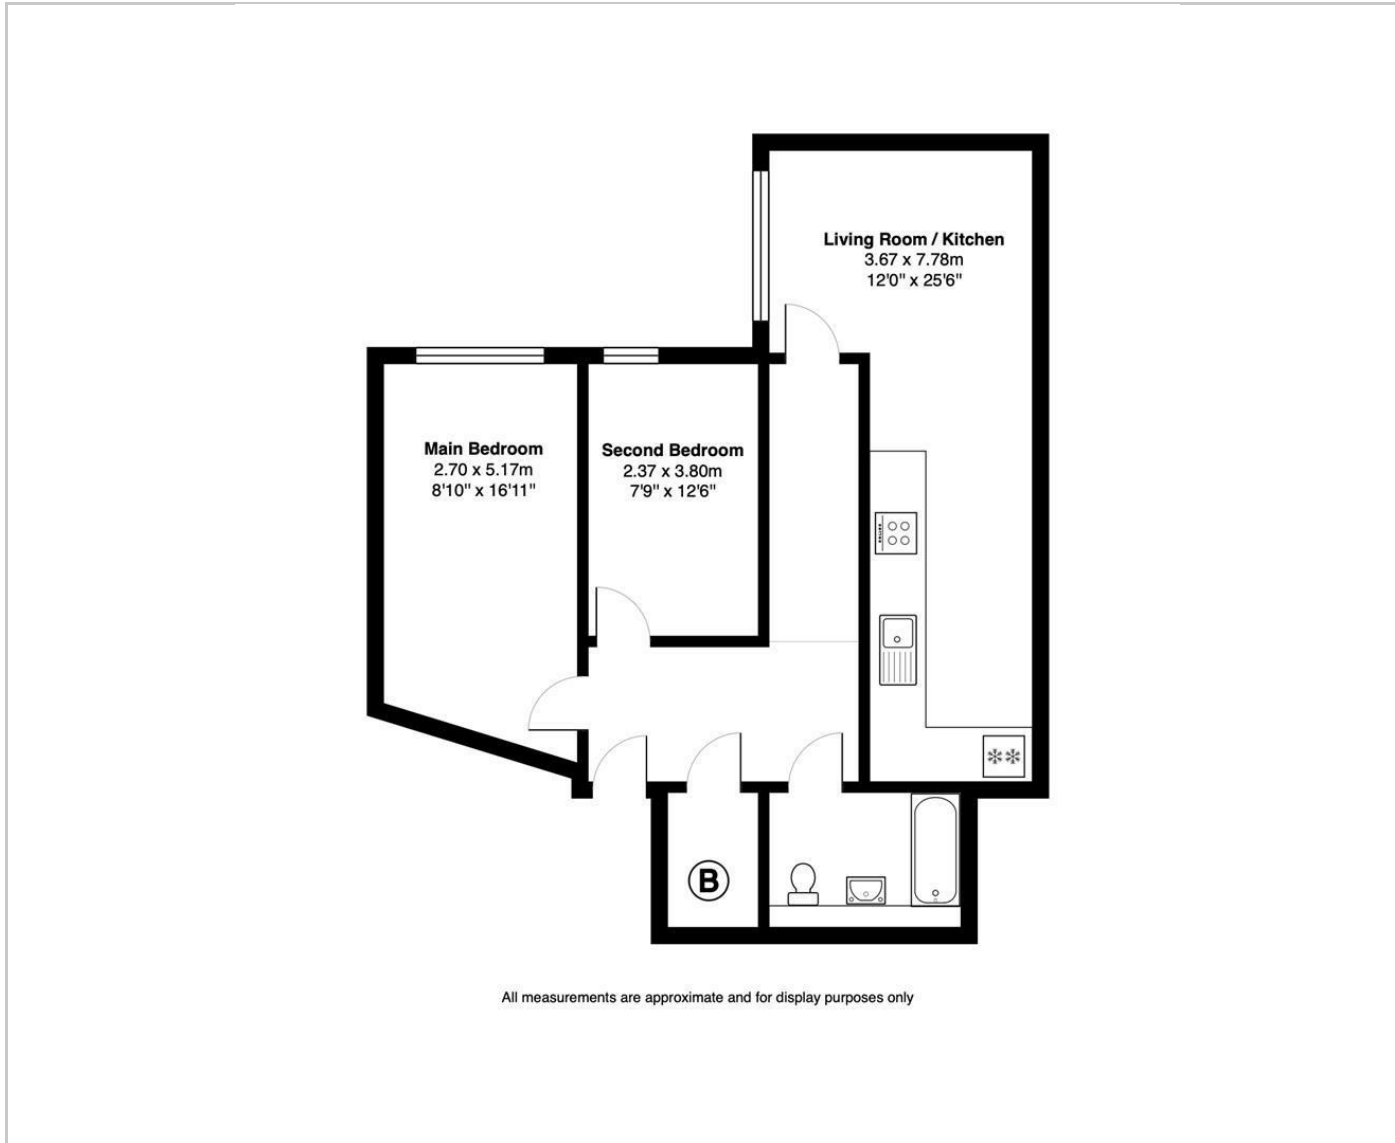 Living Room / Kitchen
3.67 x 7.78m
12'0" x 25'6"
Main Bedroom
2.70 x 5.17m
8'10" x 16'11"
Second Bedroom
2.37 x 3.80m
7'9" x 12'6"
B
All measurements are approximate and for display purposes only